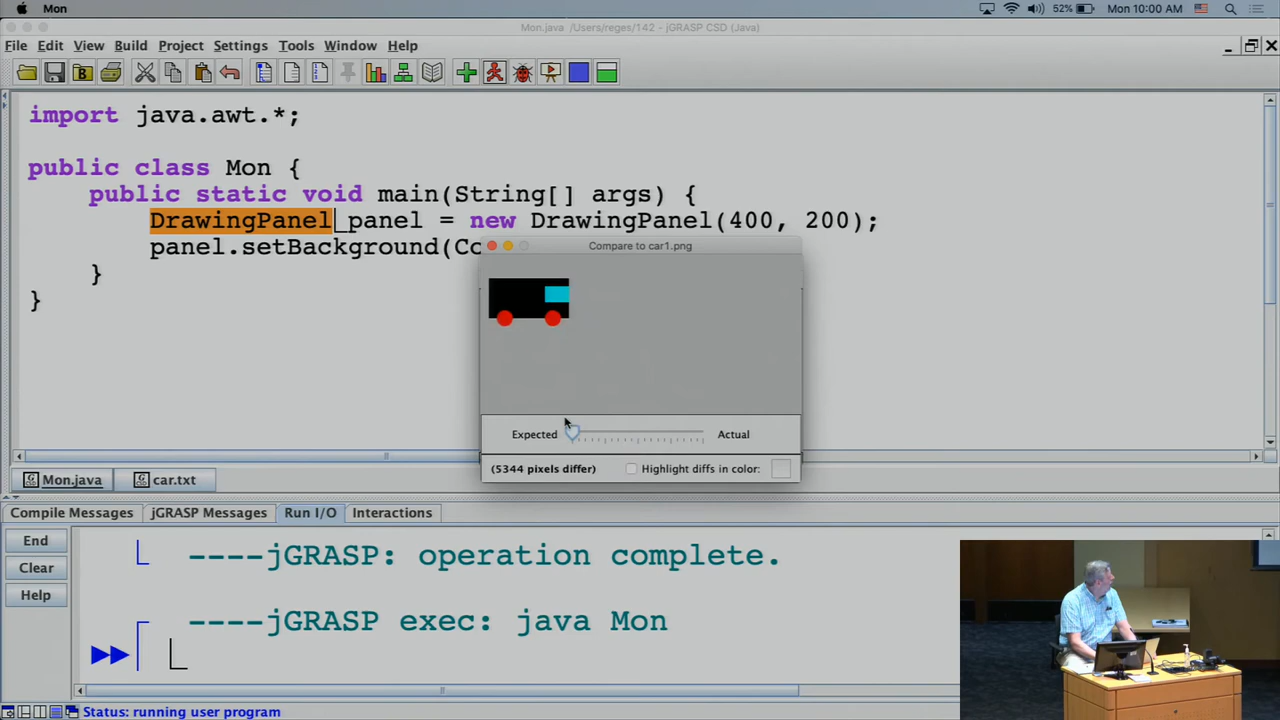 Mon
52%
Mon 10:00 AM
Mon.java /Users/reges/142 - jGRASP CSD (Java)
File Edit View Build Project Settings Tools Window Help
import java.awt.*;
public class Mon {
public static void main(String[] args) {
DrawingPanel panel = new DrawingPanel(400, 200);
panel.setBackground(Co
}
}
Compare to car1.png
Expected
Actual
(5344 pixels differ)
Highlight diffs in color:
Mon.java
car.txt
Compile Messages
jGRASP Messages
Run I/O
Interactions
End
Clear
Help
----jGRASP: operation complete.
----jGRASP exec: java Mon
Status: running user program